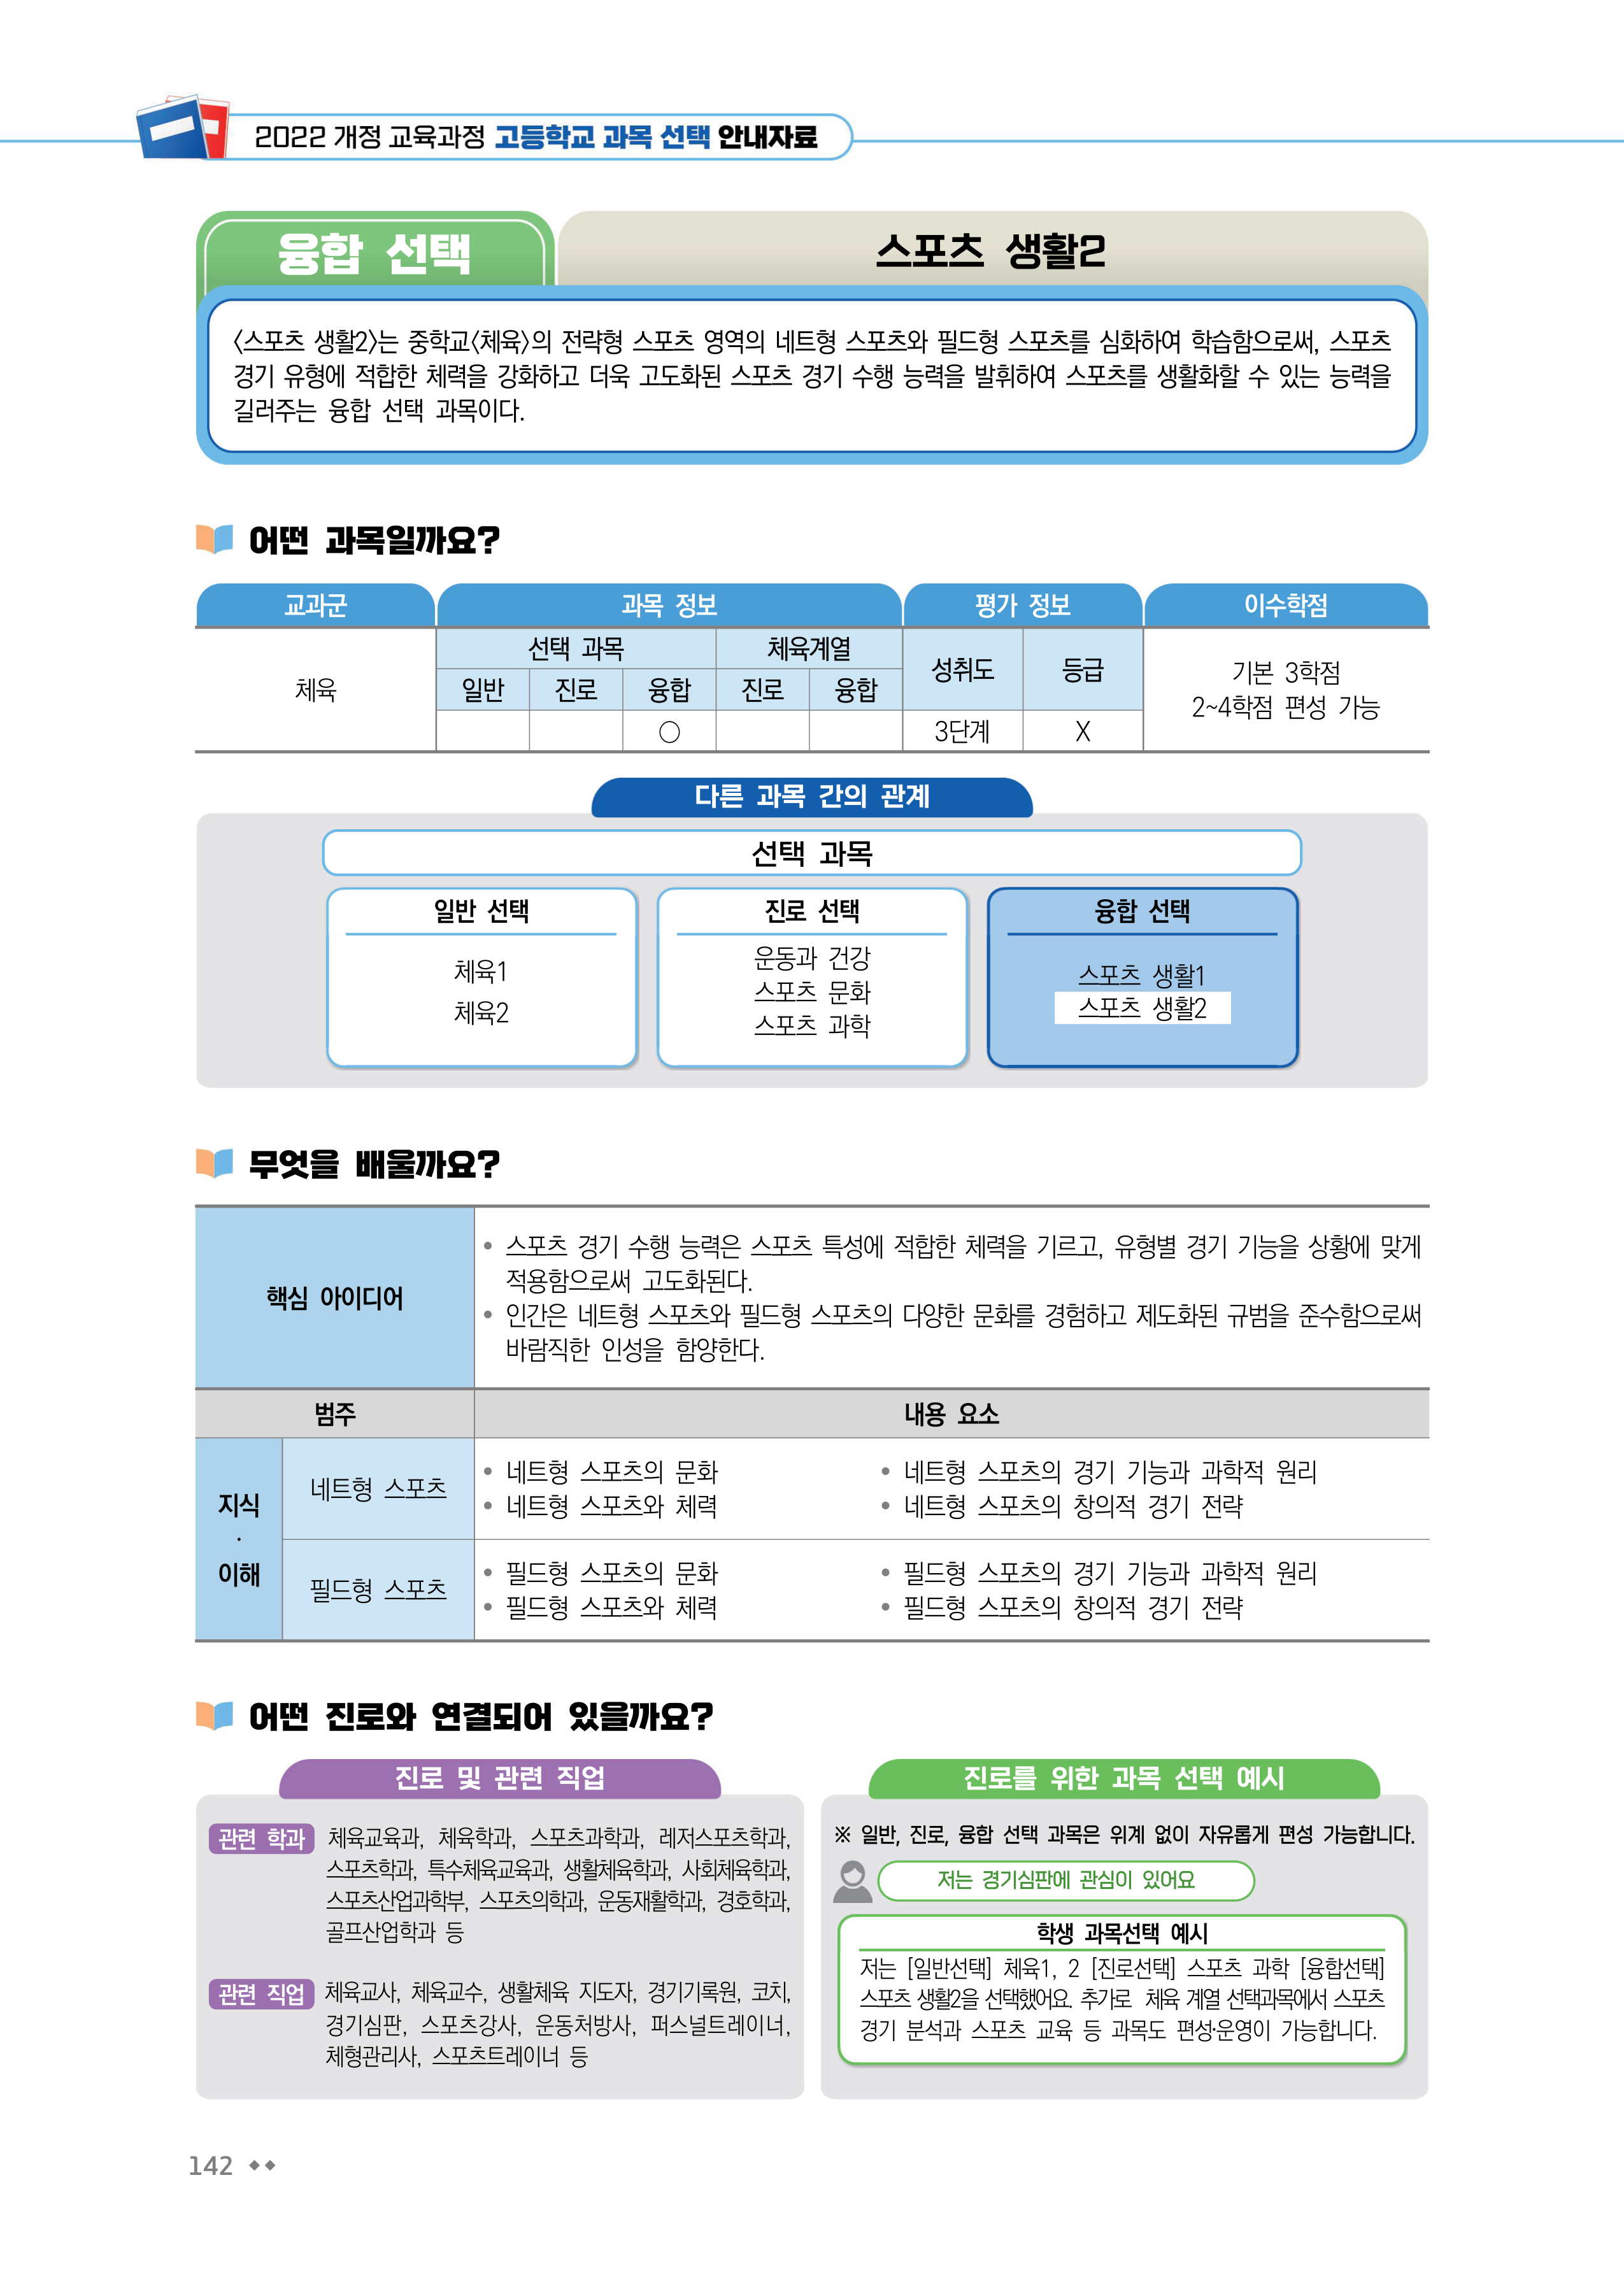 2022 개정 교육과정 고등학교 과목 선택 안내자료
융합 선택
스포츠 생활2
<스포츠 생활2>는 중학교<체육>의 전략형 스포츠 영역의 네트형 스포츠와 필드형 스포츠를 심화하여 학습함으로써, 스포츠
경기 유형에 적합한 체력을 강화하고 더욱 고도화된 스포츠 경기 수행 능력을 발휘하여 스포츠를 생활화할 수 있는 능력을
길러주는 융합 선택 과목이다.
어떤 과목일까요?
교과군 과목 정보 평가 정보 이수학점
선택 과목 체육계열
성취도 등급
일반 진로 융합 진로 융합
체육
○ 3단계 X
기본 3학점
2~4학점 편성 가능
다른 과목 간의 관계
선택 과목
일반 선택
체육1
체육2
진로 선택
운동과 건강
스포츠 문화
스포츠 과학
융합 선택
스포츠 생활1
스포츠 생활2
무엇을 배울까요?
핵심 아이디어
• 스포츠 경기 수행 능력은 스포츠 특성에 적합한 체력을 기르고, 유형별 경기 기능을 상황에 맞게
적용함으로써 고도화된다.
• 인간은 네트형 스포츠와 필드형 스포츠의 다양한 문화를 경험하고 제도화된 규범을 준수함으로써
바람직한 인성을 함양한다.
범주 내용 요소
지식
·
이해
네트형 스포츠
• 네트형 스포츠의 문화 • 네트형 스포츠의 경기 기능과 과학적 원리
• 네트형 스포츠와 체력 • 네트형 스포츠의 창의적 경기 전략
필드형 스포츠
• 필드형 스포츠의 문화 • 필드형 스포츠의 경기 기능과 과학적 원리
• 필드형 스포츠와 체력 • 필드형 스포츠의 창의적 경기 전략
어떤 진로와 연결되어 있을까요?
진로 및 관련 직업
관련 학과 체육교육과, 체육학과, 스포츠과학과, 레저스포츠학과,
스포츠학과, 특수체육교육과, 생활체육학과, 사회체육학과,
스포츠산업과학부, 스포츠의학과, 운동재활학과, 경호학과,
골프산업학과 등
관련 직업 체육교사, 체육교수, 생활체육 지도자, 경기기록원, 코치,
경기심판, 스포츠강사, 운동처방사, 퍼스널트레이너,
체형관리사, 스포츠트레이너 등
진로를 위한 과목 선택 예시
※ 일반, 진로, 융합 선택 과목은 위계 없이 자유롭게 편성 가능합니다.
저는 경기심판에 관심이 있어요
학생 과목선택 예시
저는 [일반선택] 체육1, 2 [진로선택] 스포츠 과학 [융합선택]
스포츠 생활2을 선택했어요. 추가로 체육 계열 선택과목에서 스포츠
경기 분석과 스포츠 교육 등 과목도 편성·운영이 가능합니다.
142 ◆◆